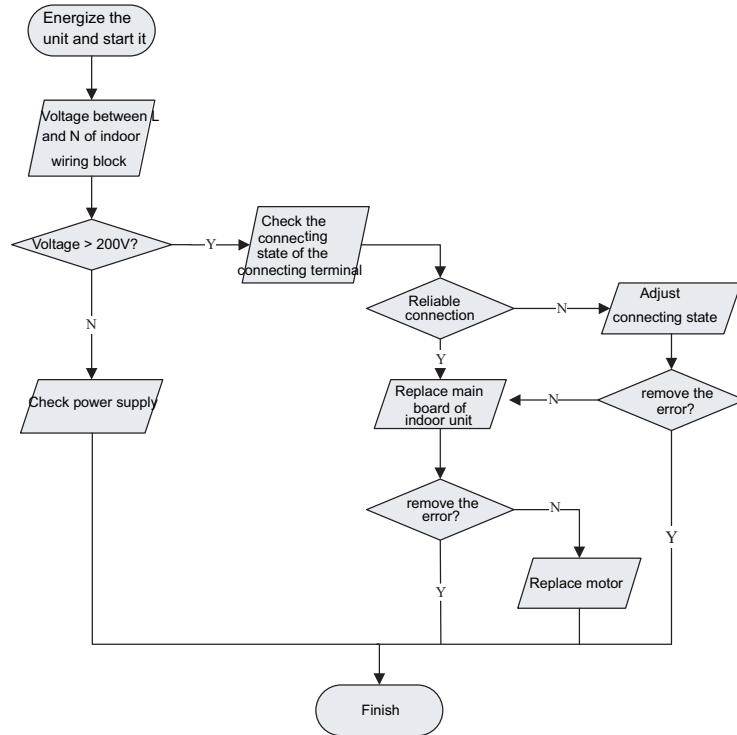 Energize the
unit and start it
Voltage between L
and N of indoor
wiring block
Voltage > 200V?
Y
Check the
connecting
state of the
connecting terminal
N
Reliable
connection
N
Adjust
connecting state
Y
Check power supply
Replace main
board of
indoor unit
N
remove the
error?
remove the
error?
N
Y
Y
Replace motor
Finish